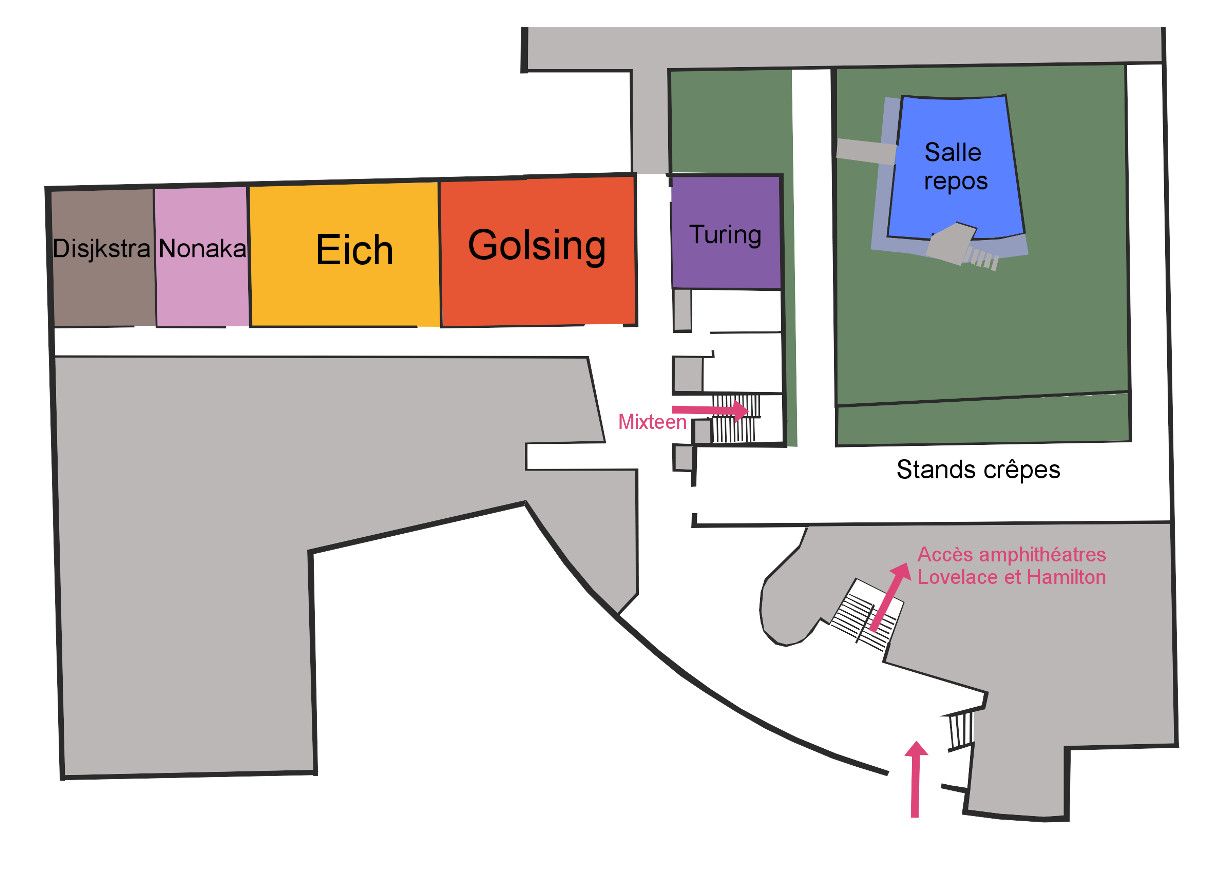 Salle
repos
Disjkstra
Nonaka
Eich
Golsing
Turing
Mixteen
Stands crêpes
Accès amphithéatres
Lovelace et Hamilton